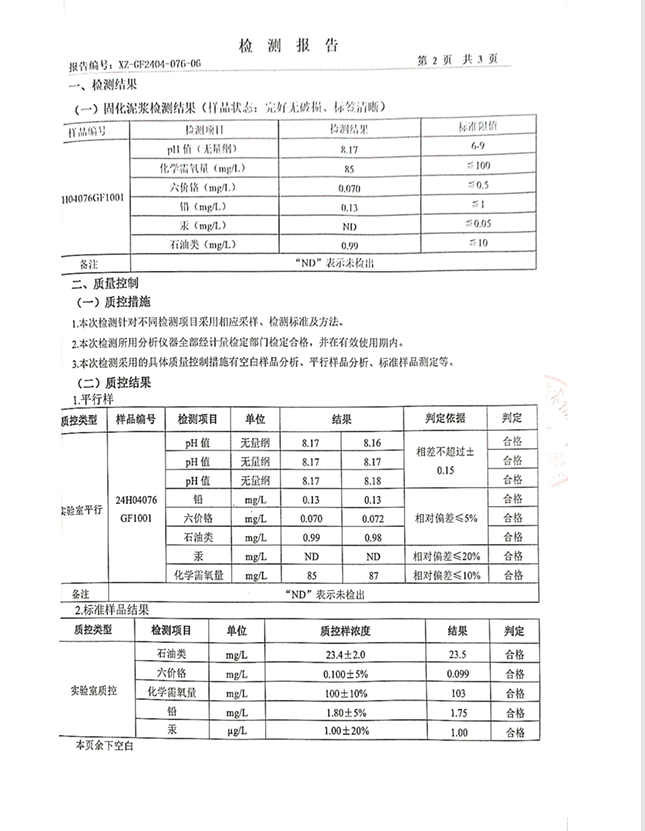 检测报告
报告编号：XZ-GF2404-076-06 第 2 页 共 3 页
一、检测结果
（一）固化泥浆检测结果（样品状态：完好无破损、标签清晰）
样品编号 检测项目 检测结果 标准限值
pH 值（无量纲） 8.17 6-9
化学需氧量（mg/L） 85 ≦100
六价铬（mg/L） 0.070 ≦0.5
H04076GF1001 铅（mg/L） 0.13 ≦1
汞（mg/L） ND ≦0.05
石油类（mg/L） 0.99 ≦10
备注 “ND”表示未检出
二、质量控制
（一）质控措施
1.本次检测针对不同检测项目采用相应采样、检测标准及方法。
2.本次检测所用分析仪器全部经计量检定部门检定合格，并在有效使用期内。
3.本次检测采用的具体质量控制措施有空白样品分析、平行样品分析、标准样品测定等。
（二）质控结果
1.平行样
质控类型 样品编号 检测项目 单位 结果 判定依据 判定
实验室平行 24H04076GF1001 pH 值 无量纲 8.17 8.16 相差不超过±0.15 合格
pH 值 无量纲 8.17 8.17 合格
pH 值 无量纲 8.17 8.18 合格
铅 mg/L 0.13 0.13 相对偏差≦5% 合格
六价铬 mg/L 0.070 0.072 合格
石油类 mg/L 0.99 0.98 合格
汞 mg/L ND ND 相对偏差≦20% 合格
化学需氧量 mg/L 85 87 相对偏差≦10% 合格
备注 “ND”表示未检出
2.标准样品结果
质控类型 检测项目 单位 质控样浓度 结果 判定
实验室质控 石油类 mg/L 23.4±2.0 23.5 合格
六价铬 mg/L 0.100±5% 0.099 合格
化学需氧量 mg/L 100±10% 103 合格
铅 mg/L 1.80±5% 1.75 合格
汞 μg/L 1.00±20% 1.00 合格
本页余下空白